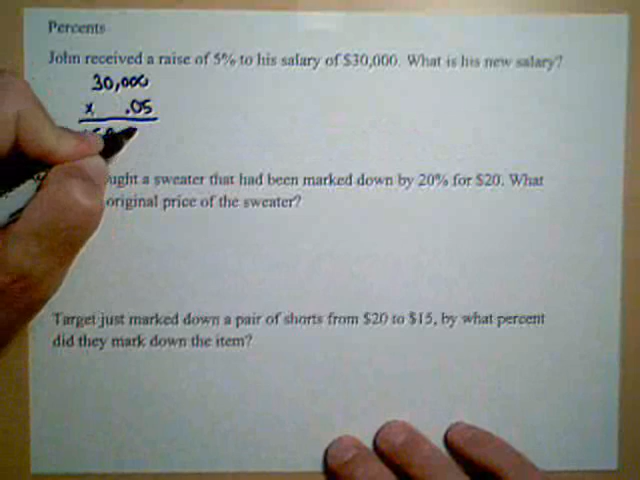 Percents
John received a raise of 5% to his salary of $30,000. What is his new salary?
30,000
x .05
ught a sweater that had been marked down by 20% for $20. What
original price of the sweater?
Target just marked down a pair of shorts from $20 to $15, by what percent
did they mark down the item?